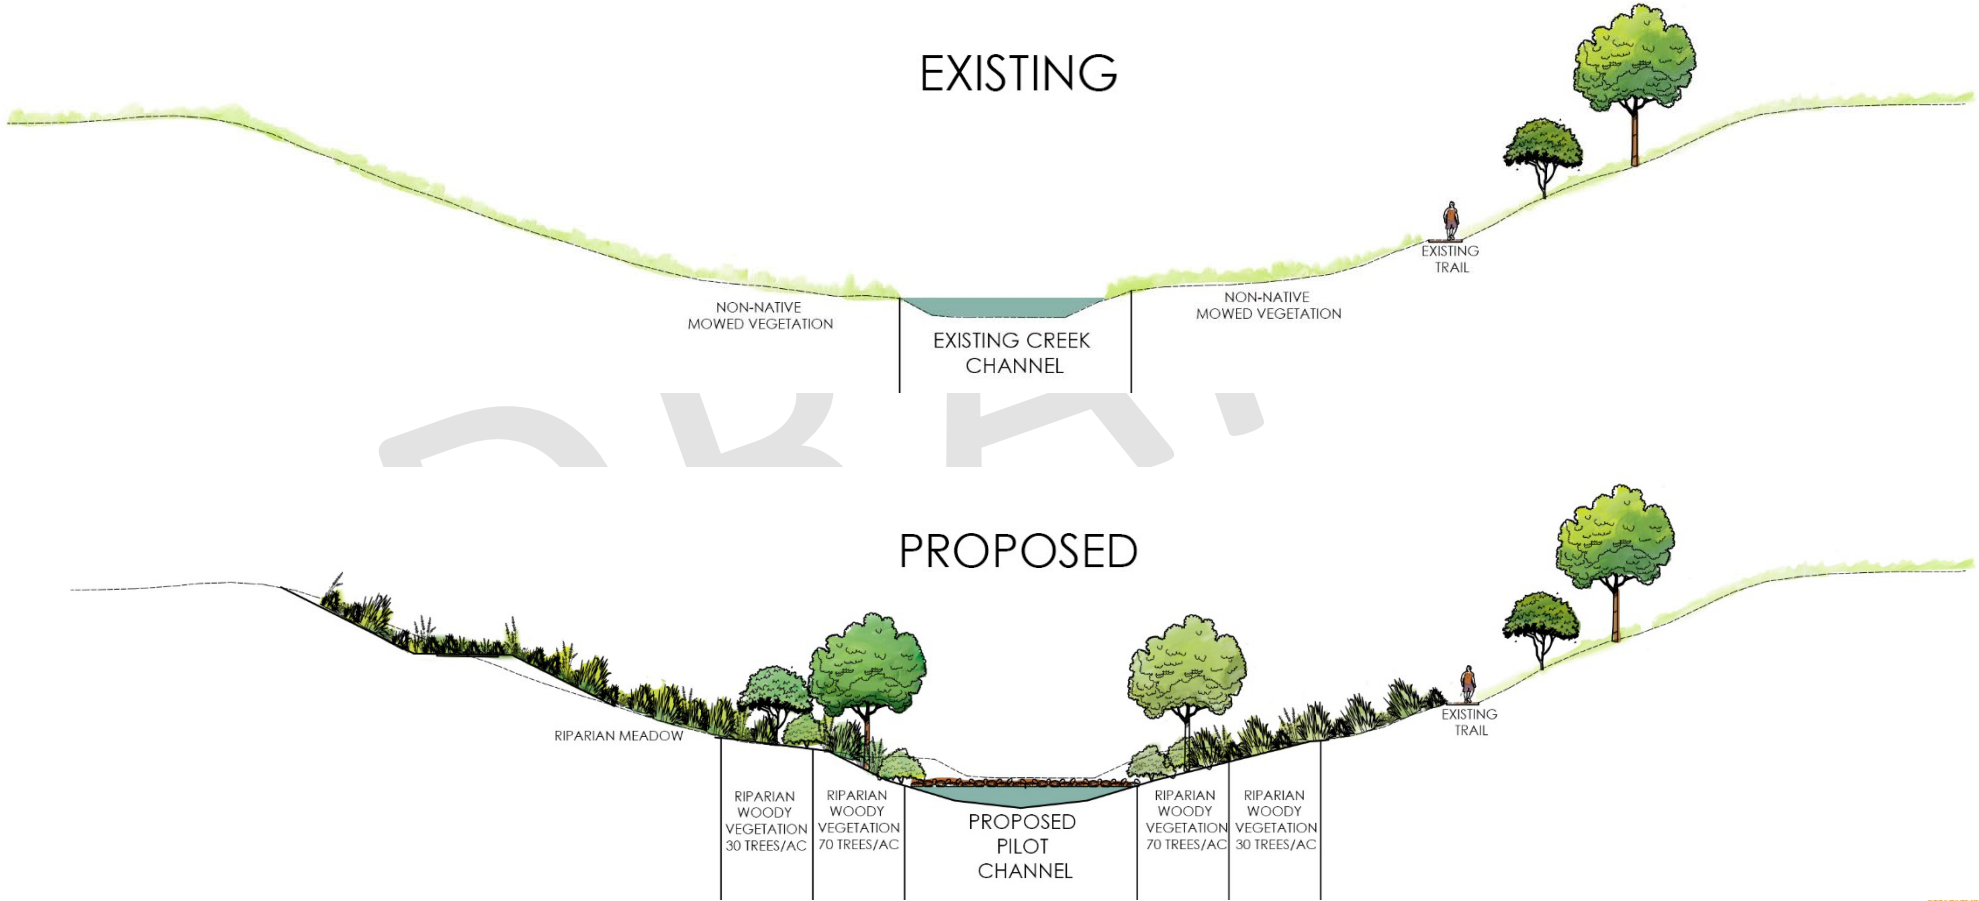 EXISTING
EXISTING
TRAIL
NON-NATIVE
MOWED VEGETATION
NON-NATIVE
MOWED VEGETATION
EXISTING CREEK
CHANNEL
PROPOSED
EXISTING
TRAIL
RIPARIAN MEADOW
RIPARIAN
WOODY
VEGETATION
30 TREES/AC
RIPARIAN
WOODY
VEGETATION
70 TREES/AC
PROPOSED
PILOT
CHANNEL
RIPARIAN
WOODY
VEGETATION
70 TREES/AC
RIPARIAN
WOODY
VEGETATION
30 TREES/AC